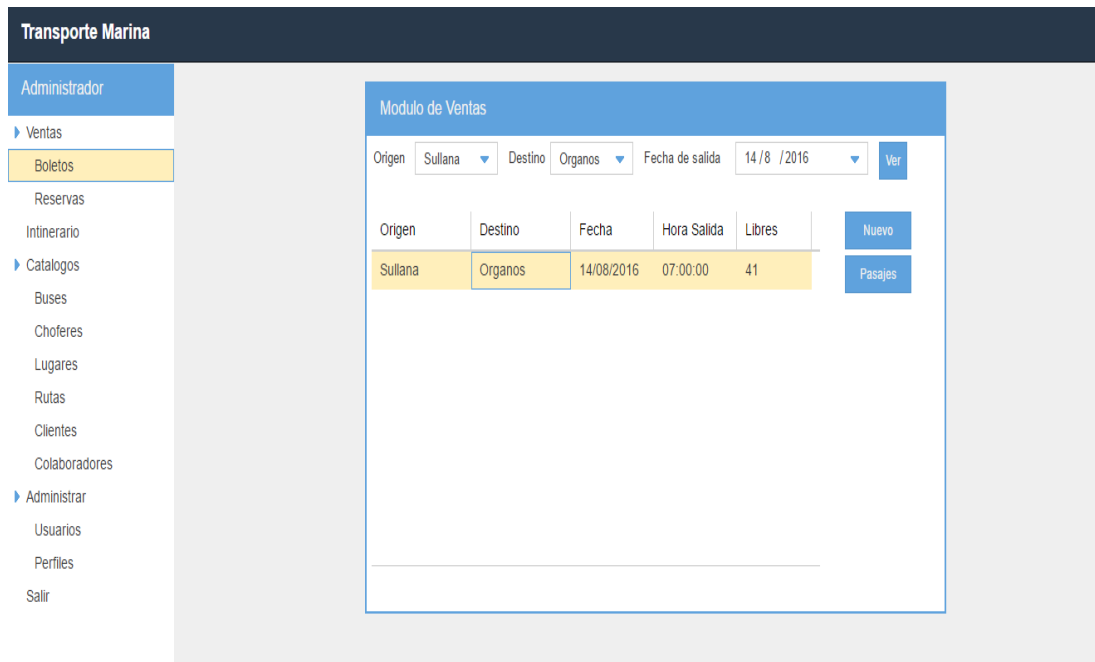 Transporte Marina
Administrador
Ventas
Boletos
Reservas
Intinerario
Catalogos
Buses
Choferes
Lugares
Rutas
Clientes
Colaboradores
Administrar
Usuarios
Perfiles
Salir
Modulo de Ventas
Origen Sullana Destino Organos Fecha de salida 14 / 8 / 2016 Ver
Origen Destino Fecha Hora Salida Libres Nuevo
Sullana Organos 14/08/2016 07:00:00 41 Pasajes